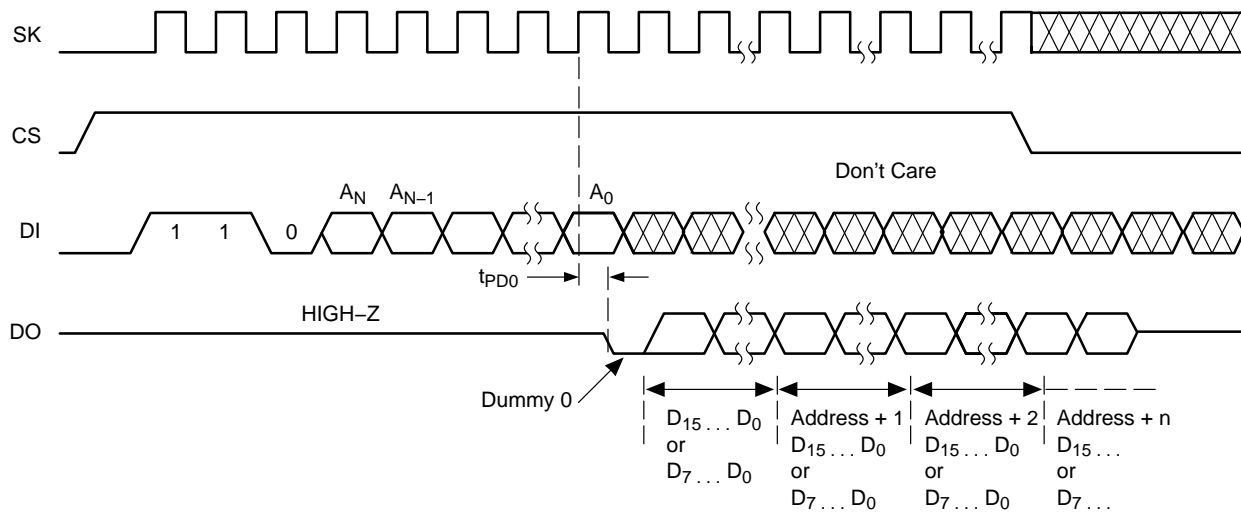 SK
CS
Don't Care
A_N A_N–1 A_0
DI
1 1 0
t_PD0
HIGH–Z
DO
Dummy 0
D_15 . . . D_0
or
D_7 . . . D_0
Address + 1
D_15 . . . D_0
or
D_7 . . . D_0
Address + 2
D_15 . . . D_0
or
D_7 . . . D_0
Address + n
D_15 . . .
or
D_7 . . .